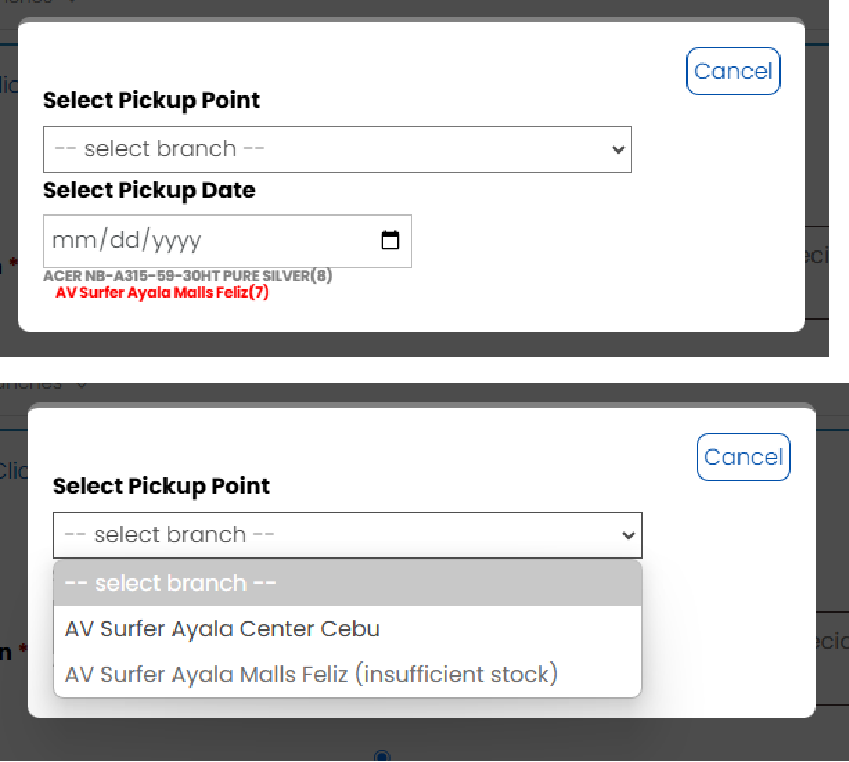 Cancel
Select Pickup Point
-- select branch --
Select Pickup Date
mm/dd/yyyy
ACER NB-A315-59-30HT PURE SILVER(8)
AV Surfer Ayala Malls Feliz(7)
Cancel
Select Pickup Point
-- select branch --
-- select branch --
AV Surfer Ayala Center Cebu
AV Surfer Ayala Malls Feliz (insufficient stock)